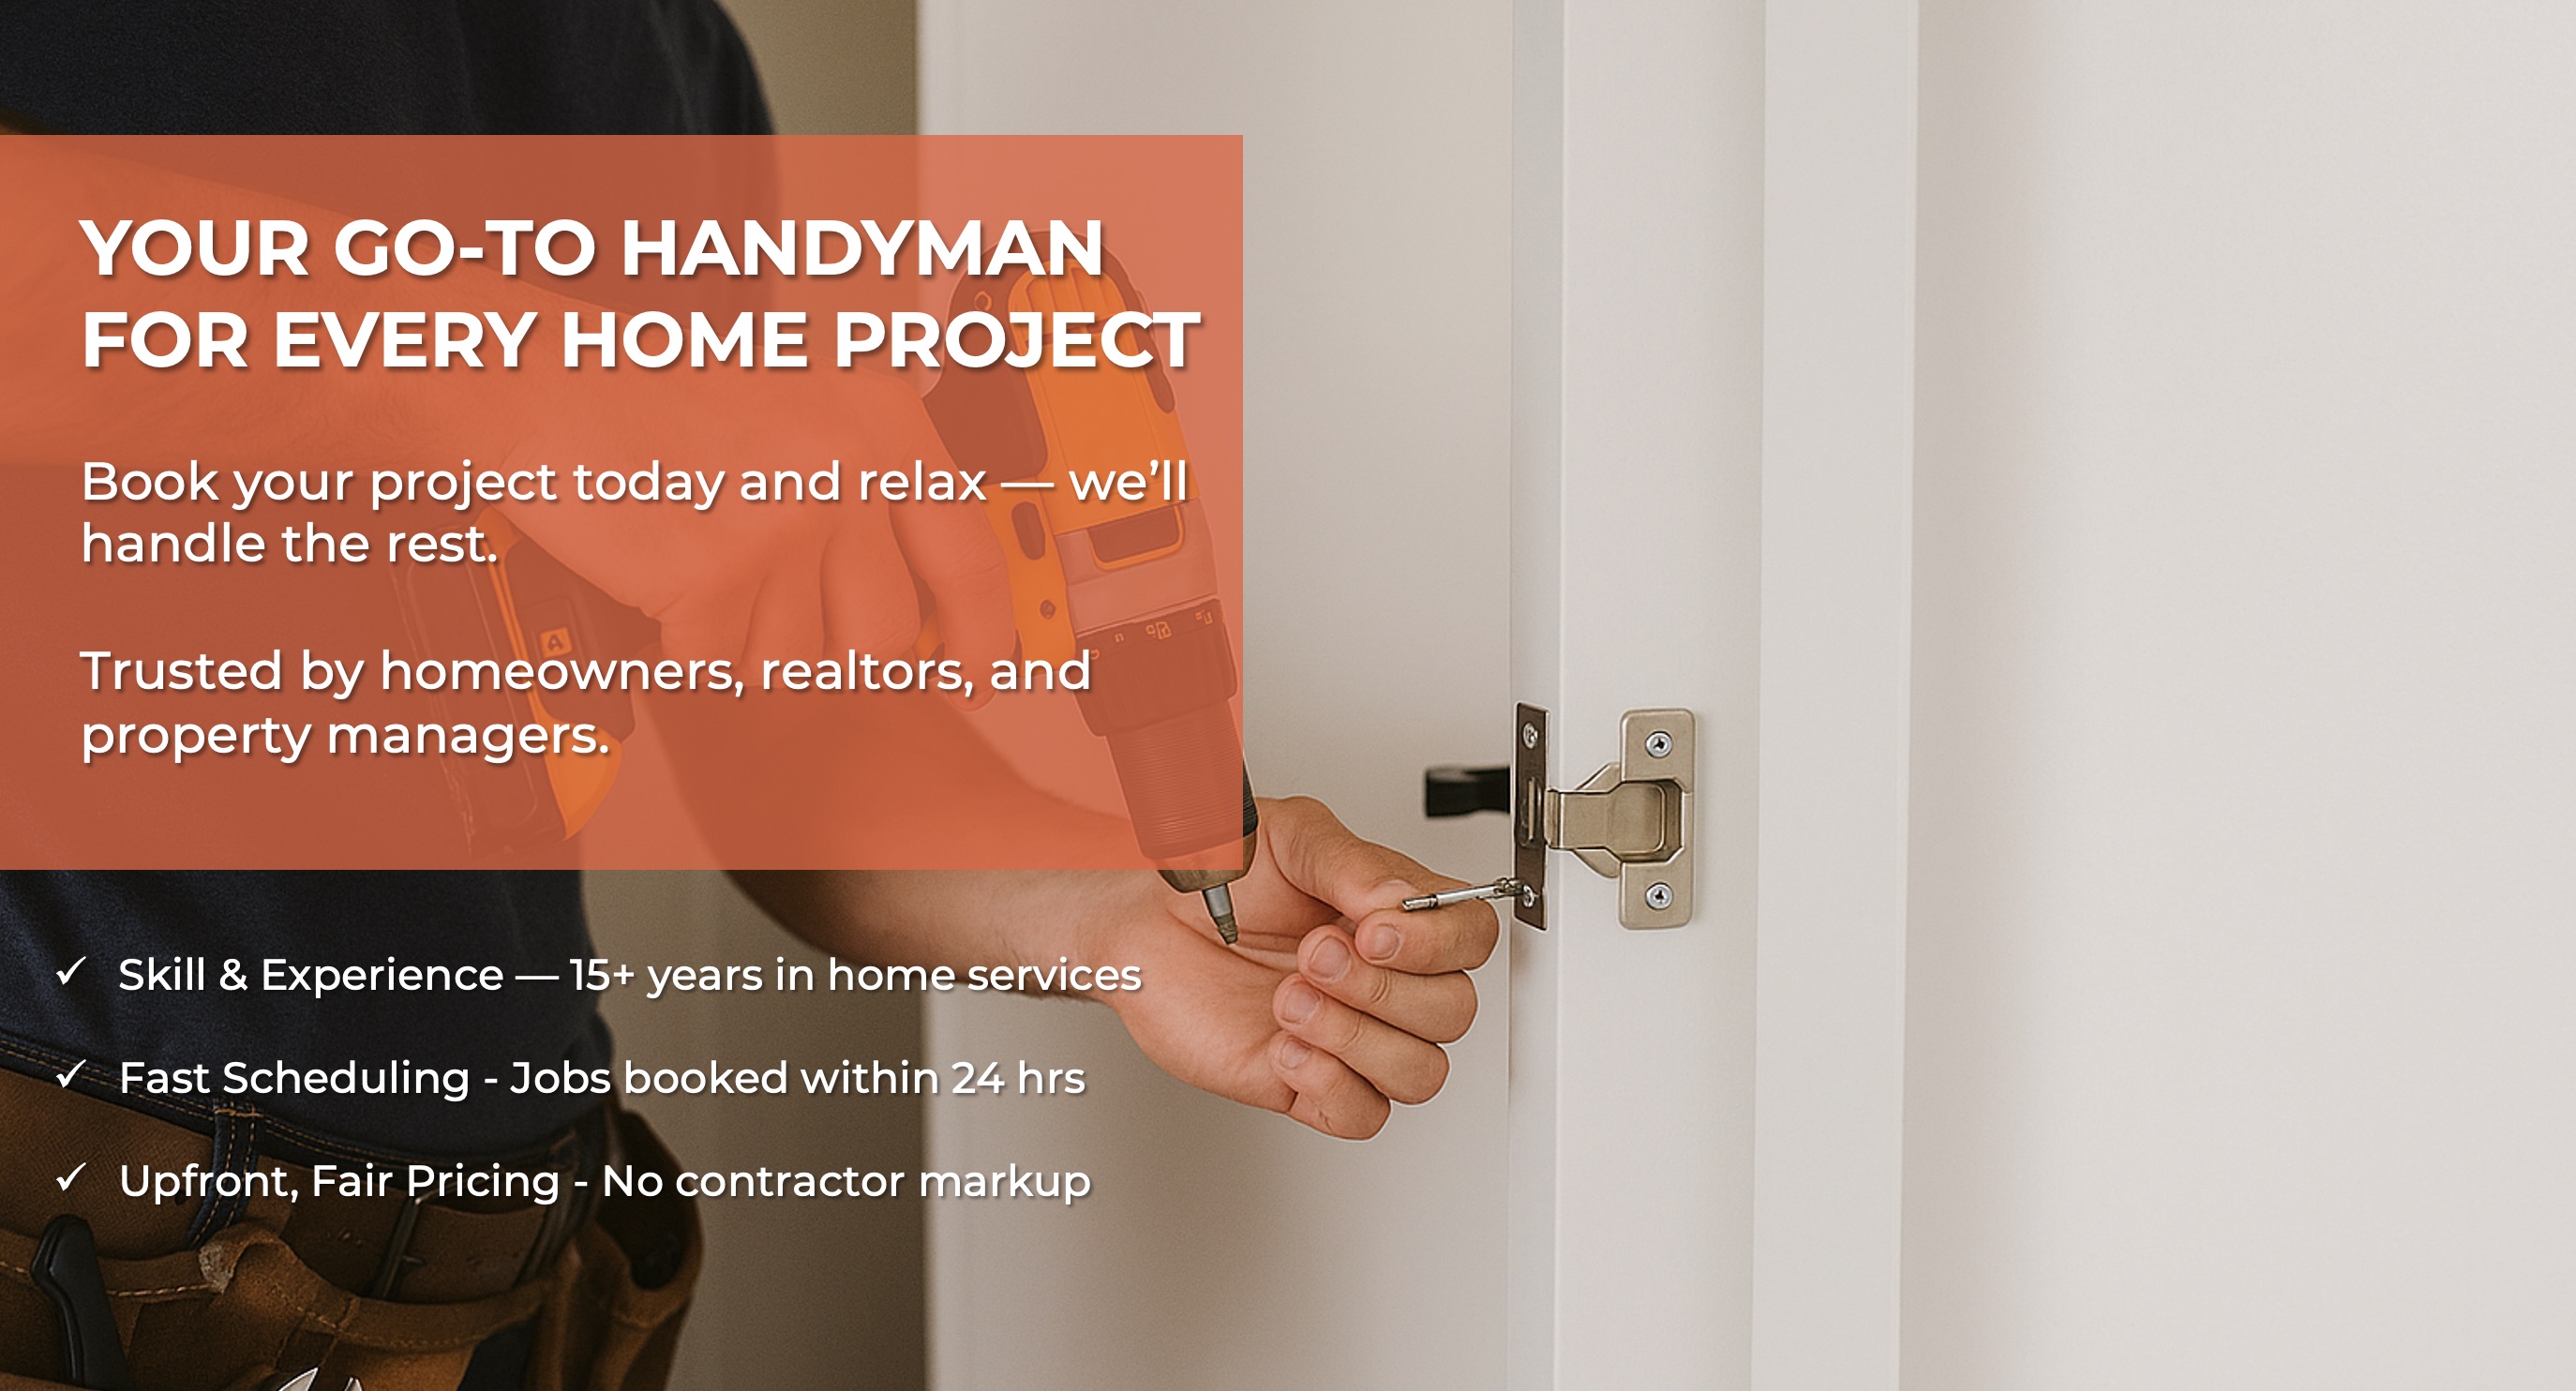 YOUR GO-TO HANDYMAN
FOR EVERY HOME PROJECT
Book your project today and relax — we’ll
handle the rest.
Trusted by homeowners, realtors, and
property managers.
✓ Skill & Experience — 15+ years in home services
✓ Fast Scheduling - Jobs booked within 24 hrs
✓ Upfront, Fair Pricing - No contractor markup
A